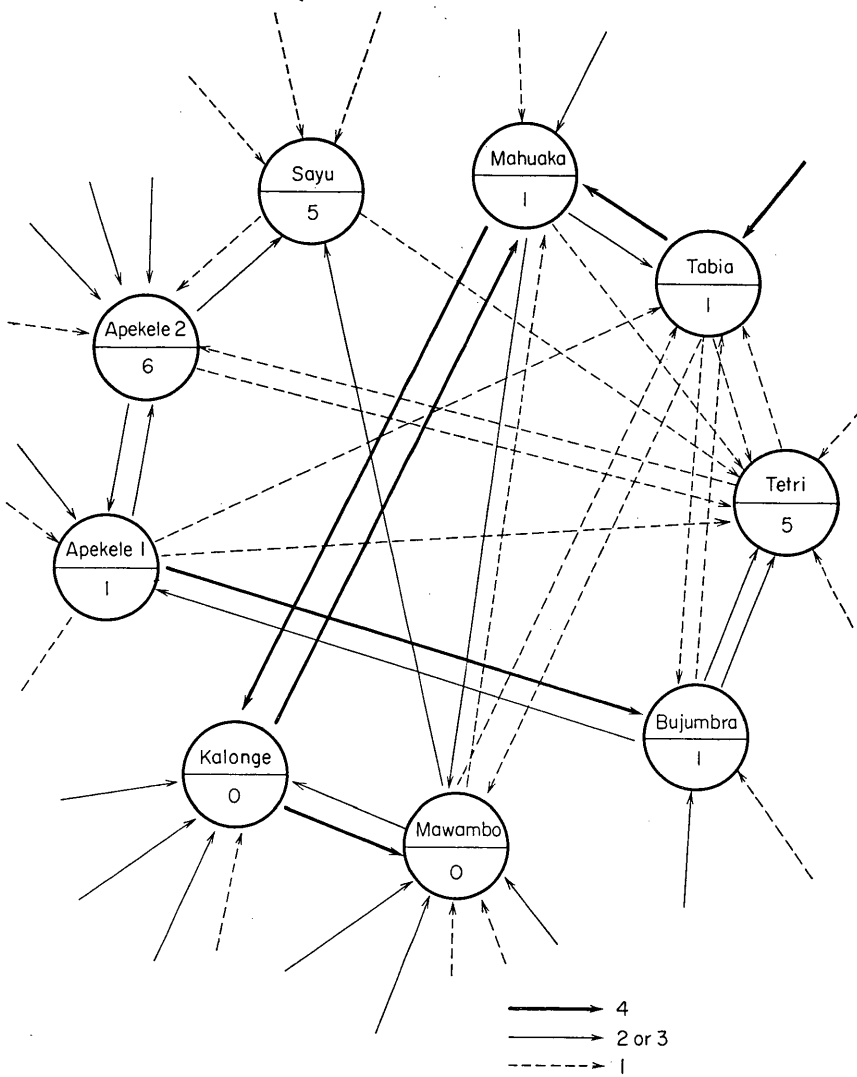 Mahuaka
1
Sayu
5
Tabia
1
Apekele 2
6
Tetri
5
Apekele 1
1
Bujumbra
1
Kalonge
0
Mawambo
0
4
2 or 3
1